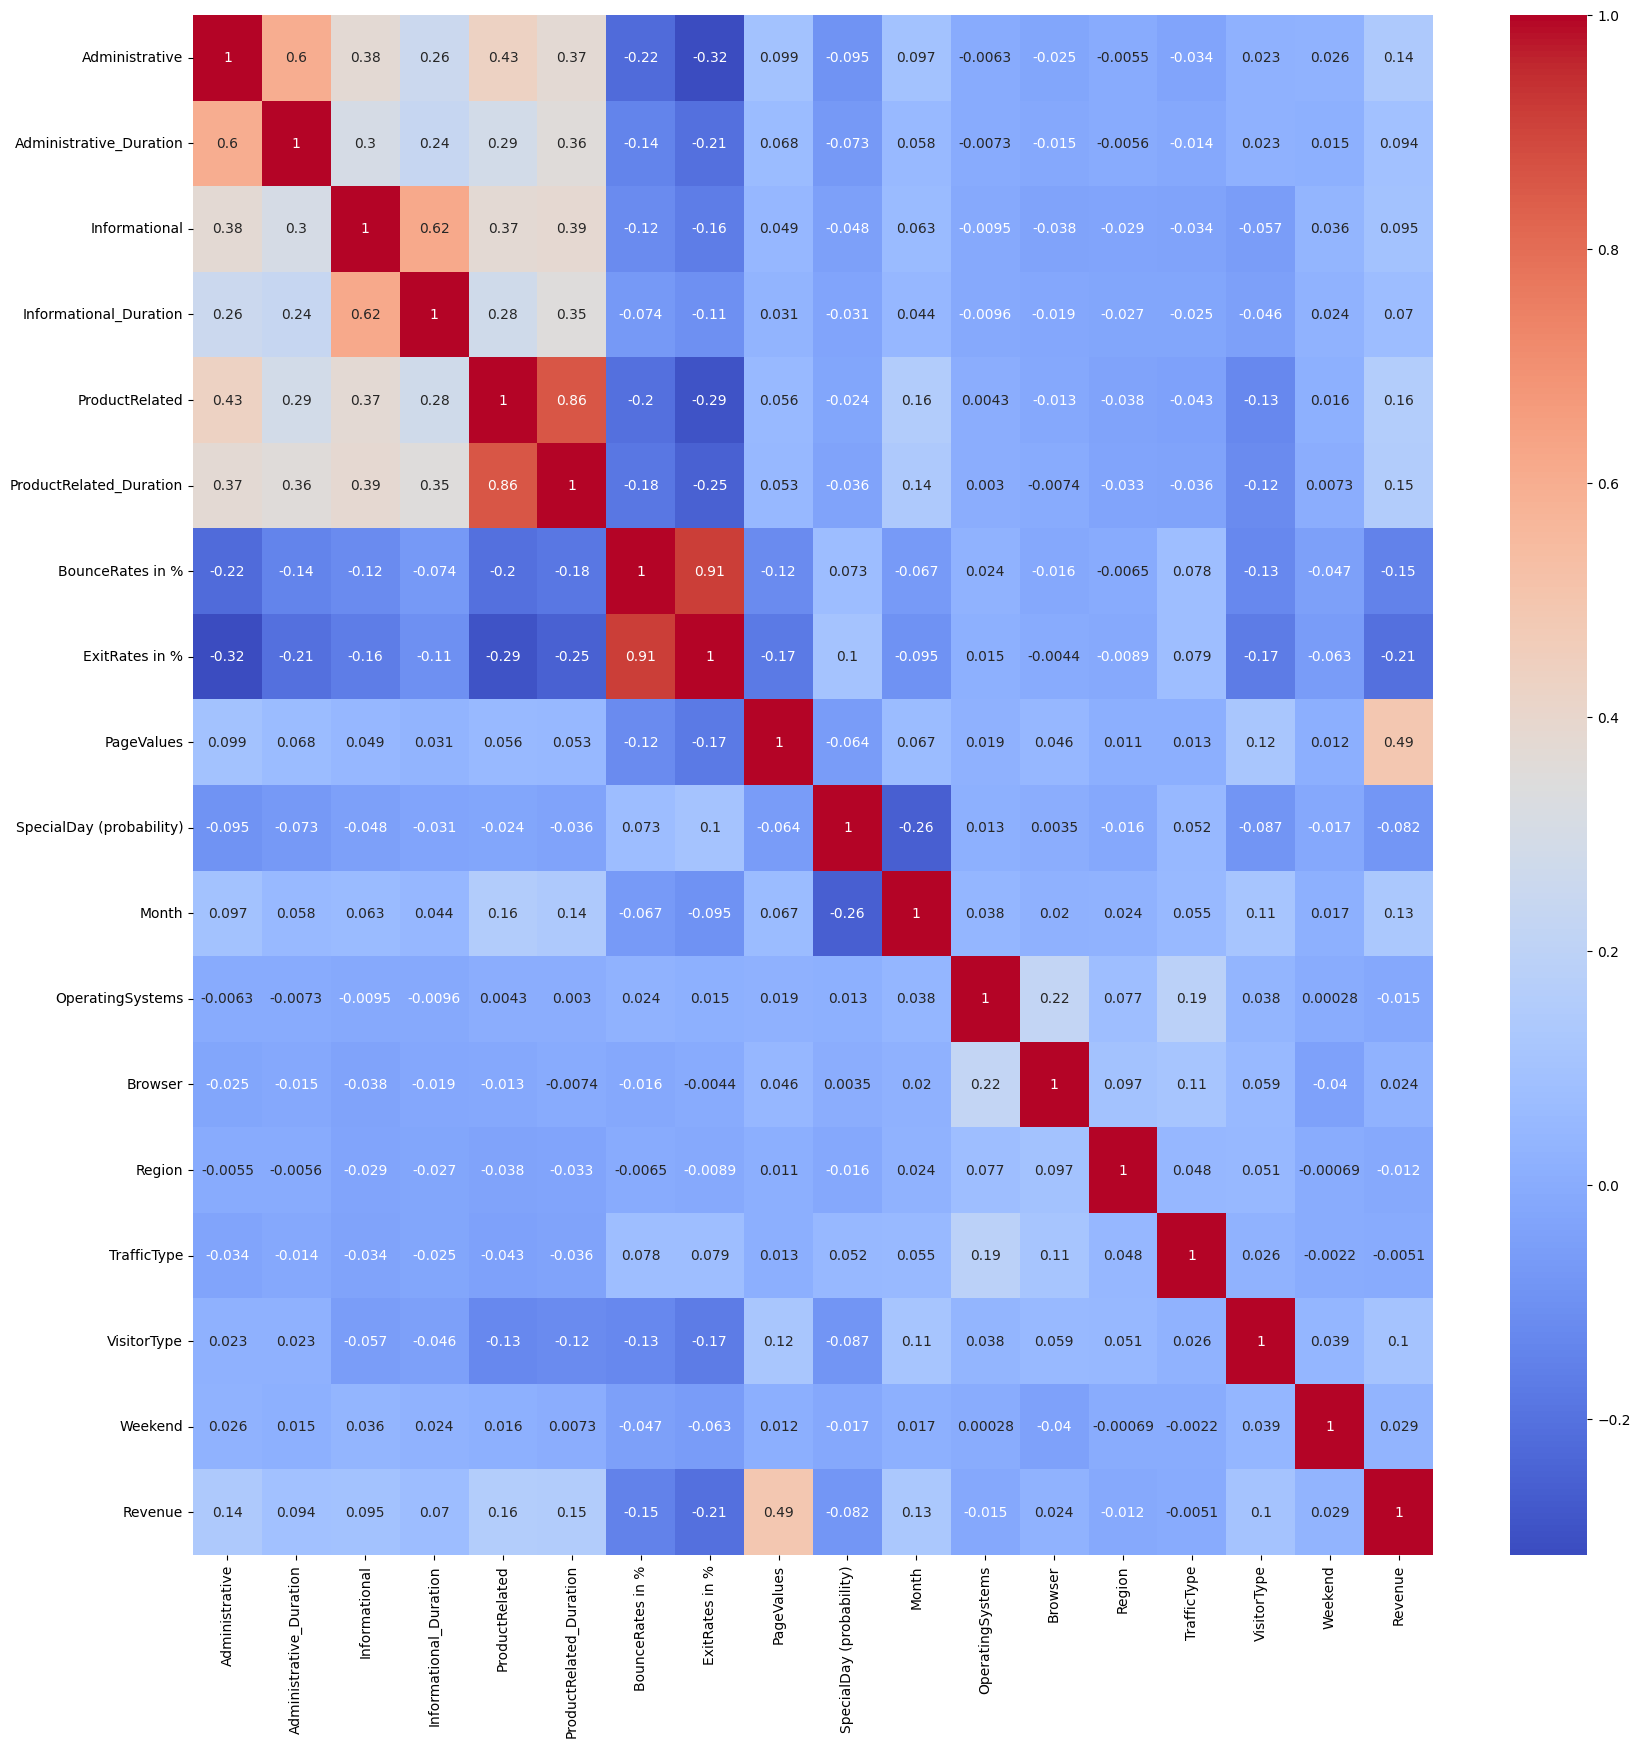 Administrative 1 0.6 0.38 0.26 0.43 0.37 -0.22 -0.32 0.099 -0.095 0.097 -0.0063 -0.025 -0.0055 -0.034 0.023 0.026 0.14
Administrative_Duration 0.6 1 0.3 0.24 0.29 0.36 -0.14 -0.21 0.068 -0.073 0.058 -0.0073 -0.015 -0.0056 -0.014 0.023 0.015 0.094
Informational 0.38 0.3 1 0.62 0.37 0.39 -0.12 -0.16 0.049 -0.048 0.063 -0.0095 -0.038 -0.029 -0.034 -0.057 0.036 0.095
Informational_Duration 0.26 0.24 0.62 1 0.28 0.35 -0.074 -0.11 0.031 -0.031 0.044 -0.0096 -0.019 -0.027 -0.025 -0.046 0.024 0.07
ProductRelated 0.43 0.29 0.37 0.28 1 0.86 -0.2 -0.29 0.056 -0.024 0.16 0.0043 -0.013 -0.038 -0.043 -0.13 0.016 0.16
ProductRelated_Duration 0.37 0.36 0.39 0.35 0.86 1 -0.18 -0.25 0.053 -0.036 0.14 0.003 -0.0074 -0.033 -0.036 -0.12 0.0073 0.15
BounceRates in % -0.22 -0.14 -0.12 -0.074 -0.2 -0.18 1 0.91 -0.12 0.073 -0.067 0.024 -0.016 -0.0065 0.078 -0.13 -0.047 -0.15
ExitRates in % -0.32 -0.21 -0.16 -0.11 -0.29 -0.25 0.91 1 -0.17 0.1 -0.095 0.015 -0.0044 -0.0089 0.079 -0.17 -0.063 -0.21
PageValues 0.099 0.068 0.049 0.031 0.056 0.053 -0.12 -0.17 1 -0.064 0.067 0.019 0.046 0.011 0.013 0.12 0.012 0.49
SpecialDay (probability) -0.095 -0.073 -0.048 -0.031 -0.024 -0.036 0.073 0.1 -0.064 1 -0.26 0.013 0.0035 -0.016 0.052 -0.087 -0.017 -0.082
Month 0.097 0.058 0.063 0.044 0.16 0.14 -0.067 -0.095 0.067 -0.26 1 0.038 0.02 0.024 0.055 0.11 0.017 0.13
OperatingSystems -0.0063 -0.0073 -0.0095 -0.0096 0.0043 0.003 0.024 0.015 0.019 0.013 0.038 1 0.22 0.077 0.19 0.038 0.00028 -0.015
Browser -0.025 -0.015 -0.038 -0.019 -0.013 -0.0074 -0.016 -0.0044 0.046 0.0035 0.02 0.22 1 0.097 0.11 0.059 -0.04 0.024
Region -0.0055 -0.0056 -0.029 -0.027 -0.038 -0.033 -0.0065 -0.0089 0.011 -0.016 0.024 0.077 0.097 1 0.048 0.051 -0.00069 -0.012
TrafficType -0.034 -0.014 -0.034 -0.025 -0.043 -0.036 0.078 0.079 0.013 0.052 0.055 0.19 0.11 0.048 1 0.026 -0.0022 -0.0051
VisitorType 0.023 0.023 -0.057 -0.046 -0.13 -0.12 -0.13 -0.17 0.12 -0.087 0.11 0.038 0.059 0.051 0.026 1 0.039 0.1
Weekend 0.026 0.015 0.036 0.024 0.016 0.0073 -0.047 -0.063 0.012 -0.017 0.017 0.00028 -0.04 -0.00069 -0.0022 0.039 1 0.029
Revenue 0.14 0.094 0.095 0.07 0.16 0.15 -0.15 -0.21 0.49 -0.082 0.13 -0.015 0.024 -0.012 -0.0051 0.1 0.029 1
Administrative
Administrative_Duration
Informational
Informational_Duration
ProductRelated
ProductRelated_Duration
BounceRates in %
ExitRates in %
PageValues
SpecialDay (probability)
Month
OperatingSystems
Browser
Region
TrafficType
VisitorType
Weekend
Revenue
1.0
0.8
0.6
0.4
0.2
0.0
−0.2